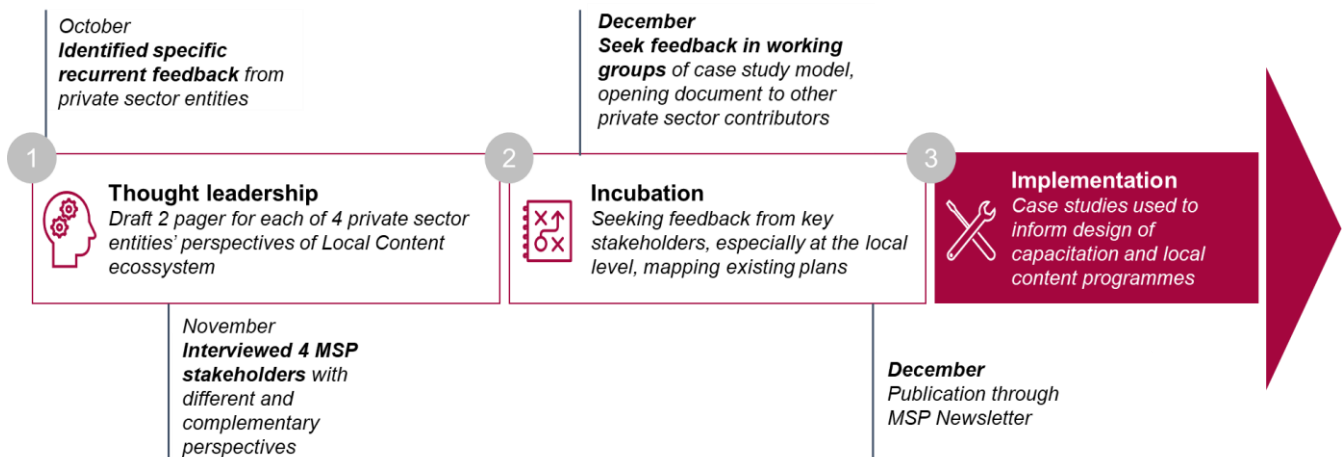 October
Identified specific
recurrent feedback from
private sector entities
December
Seek feedback in working
groups of case study model,
opening document to other
private sector contributors
1
Thought leadership
Draft 2 pager for each of 4 private sector
entities' perspectives of Local Content
ecossystem
2
Incubation
Seeking feedback from key
stakeholders, especially at the local
level, mapping existing plans
3
Implementation
Case studies used to
inform design of
capacitation and local
content programmes
November
Interviewed 4 MSP
stakeholders with
different and
complementary
perspectives
December
Publication through
MSP Newsletter